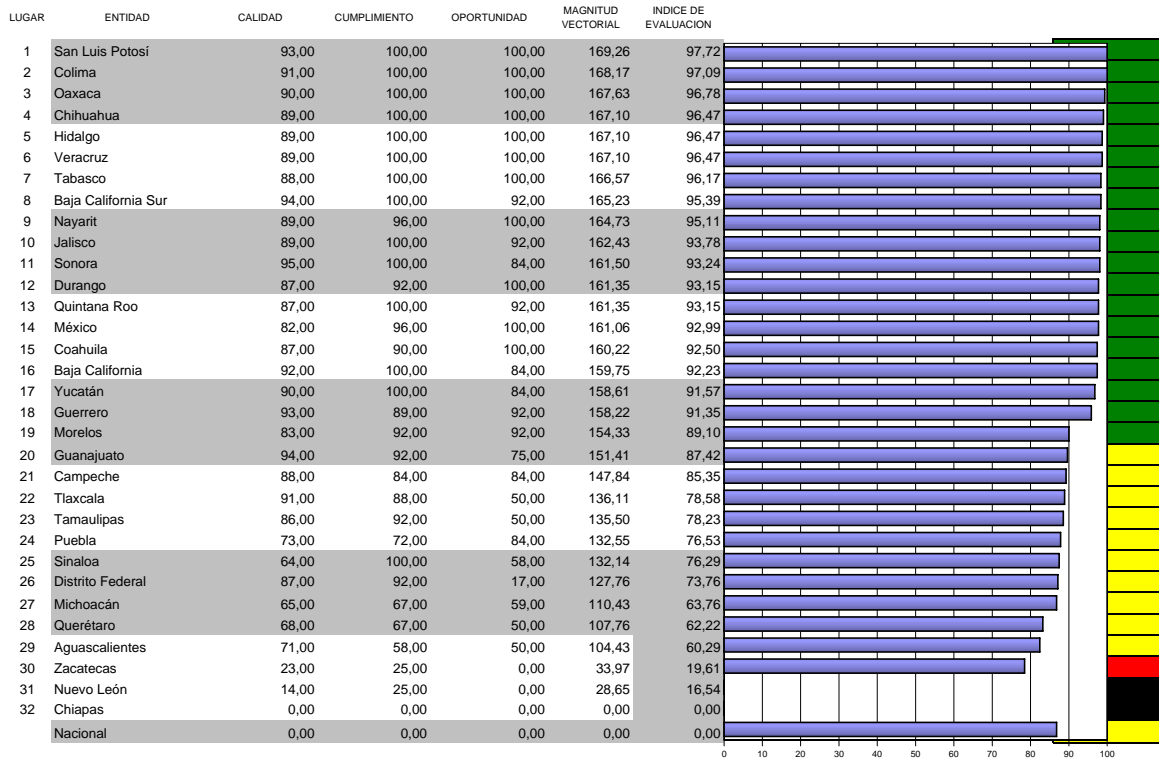 LUGAR ENTIDAD CALIDAD CUMPLIMIENTO OPORTUNIDAD MAGNITUD VECTORIAL INDICE DE EVALUACION
1 San Luis Potosí 93,00 100,00 100,00 169,26 97,72
2 Colima 91,00 100,00 100,00 168,17 97,09
3 Oaxaca 90,00 100,00 100,00 167,63 96,78
4 Chihuahua 89,00 100,00 100,00 167,10 96,47
5 Hidalgo 89,00 100,00 100,00 167,10 96,47
6 Veracruz 89,00 100,00 100,00 167,10 96,47
7 Tabasco 88,00 100,00 100,00 166,57 96,17
8 Baja California Sur 94,00 100,00 92,00 165,23 95,39
9 Nayarit 89,00 96,00 100,00 164,73 95,11
10 Jalisco 89,00 100,00 92,00 162,43 93,78
11 Sonora 95,00 100,00 84,00 161,50 93,24
12 Durango 87,00 92,00 100,00 161,35 93,15
13 Quintana Roo 87,00 100,00 92,00 161,35 93,15
14 México 82,00 96,00 100,00 161,06 92,99
15 Coahuila 87,00 90,00 100,00 160,22 92,50
16 Baja California 92,00 100,00 84,00 159,75 92,23
17 Yucatán 90,00 100,00 84,00 158,61 91,57
18 Guerrero 93,00 89,00 92,00 158,22 91,35
19 Morelos 83,00 92,00 92,00 154,33 89,10
20 Guanajuato 94,00 92,00 75,00 151,41 87,42
21 Campeche 88,00 84,00 84,00 147,84 85,35
22 Tlaxcala 91,00 88,00 50,00 136,11 78,58
23 Tamaulipas 86,00 92,00 50,00 135,50 78,23
24 Puebla 73,00 72,00 84,00 132,55 76,53
25 Sinaloa 64,00 100,00 58,00 132,14 76,29
26 Distrito Federal 87,00 92,00 17,00 127,76 73,76
27 Michoacán 65,00 67,00 59,00 110,43 63,76
28 Querétaro 68,00 67,00 50,00 107,76 62,22
29 Aguascalientes 71,00 58,00 50,00 104,43 60,29
30 Zacatecas 23,00 25,00 0,00 33,97 19,61
31 Nuevo León 14,00 25,00 0,00 28,65 16,54
32 Chiapas 0,00 0,00 0,00 0,00 0,00
Nacional 0,00 0,00 0,00 0,00 0,00
0 10 20 30 40 50 60 70 80 90 100